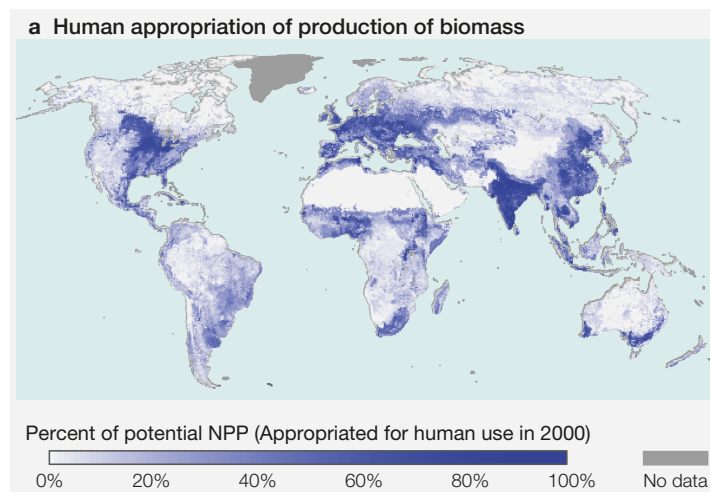 a Human appropriation of production of biomass
Percent of potential NPP (Appropriated for human use in 2000)
0% 20% 40% 60% 80% 100% No data